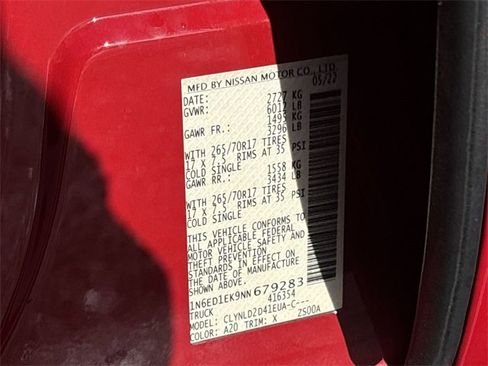 MFD BY NISSAN MOTOR CO., LTD.
DATE: 05/22
GVWR: 2727 KG
6012 LB
GAWR FR.: 1495 KG
3296 LB
WITH 265/70R17 TIRES
17 X 7.5 RIMS AT 35 PSI
COLD SINGLE
GAWR RR.: 1558 KG
3434 LB
WITH 265/70R17 TIRES
17 X 7.5 RIMS AT 35 PSI
COLD SINGLE
THIS VEHICLE CONFORMS TO
ALL APPLICABLE FEDERAL
MOTOR VEHICLE SAFETY AND
STANDARDS IN EFFECT ON
THE DATE OF MANUFACTURE
SHOWN ABOVE.
1N6ED1EK9NN679283
TRUCK 416354
MODEL: CLYNLD2D41EUA-C---
COLOR: A20 TRIM: X ZS00A